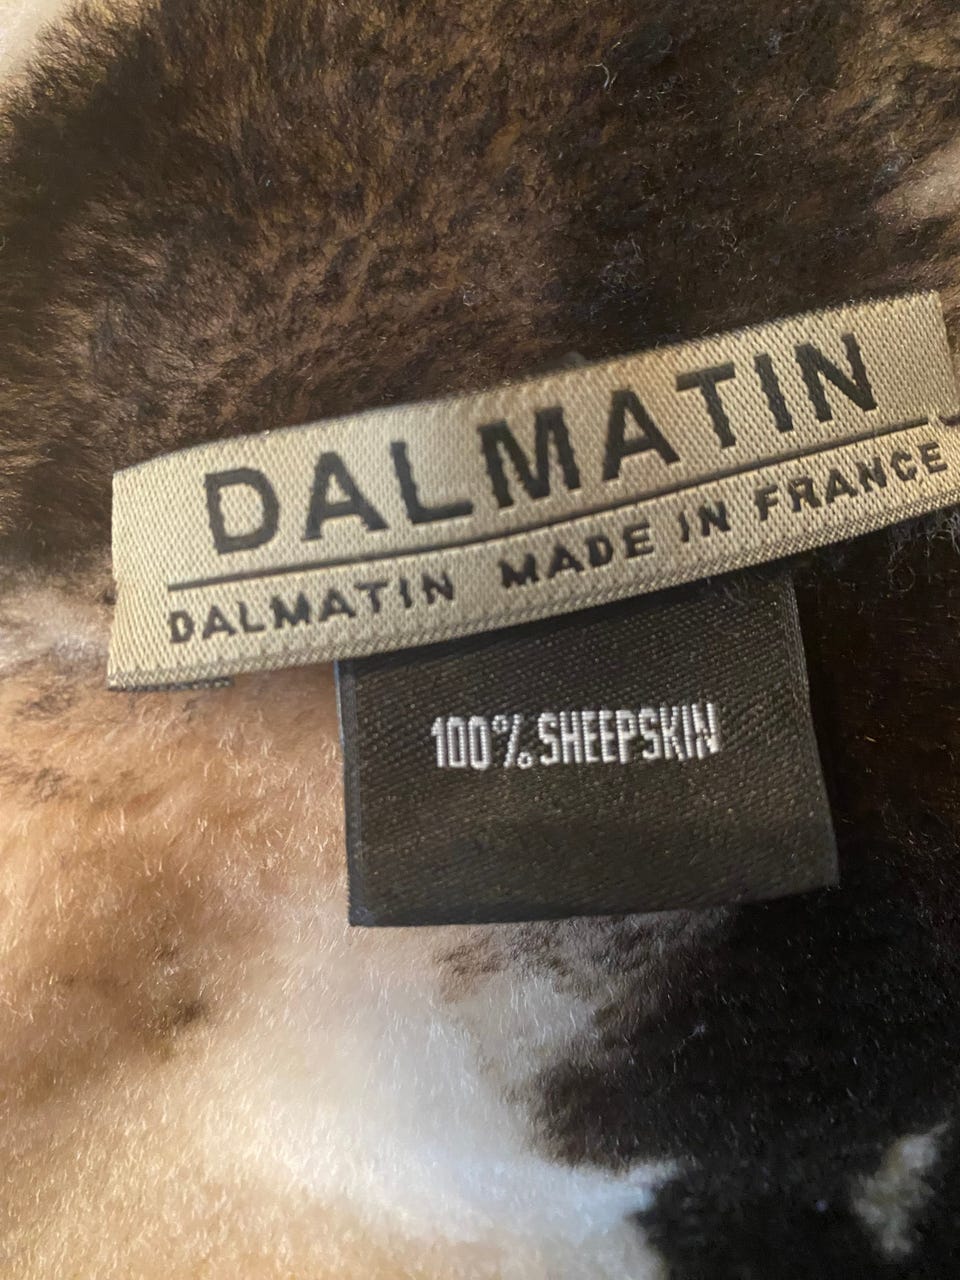 DALMATIN
DALMATIN MADE IN FRANCE
100% SHEEPSKIN